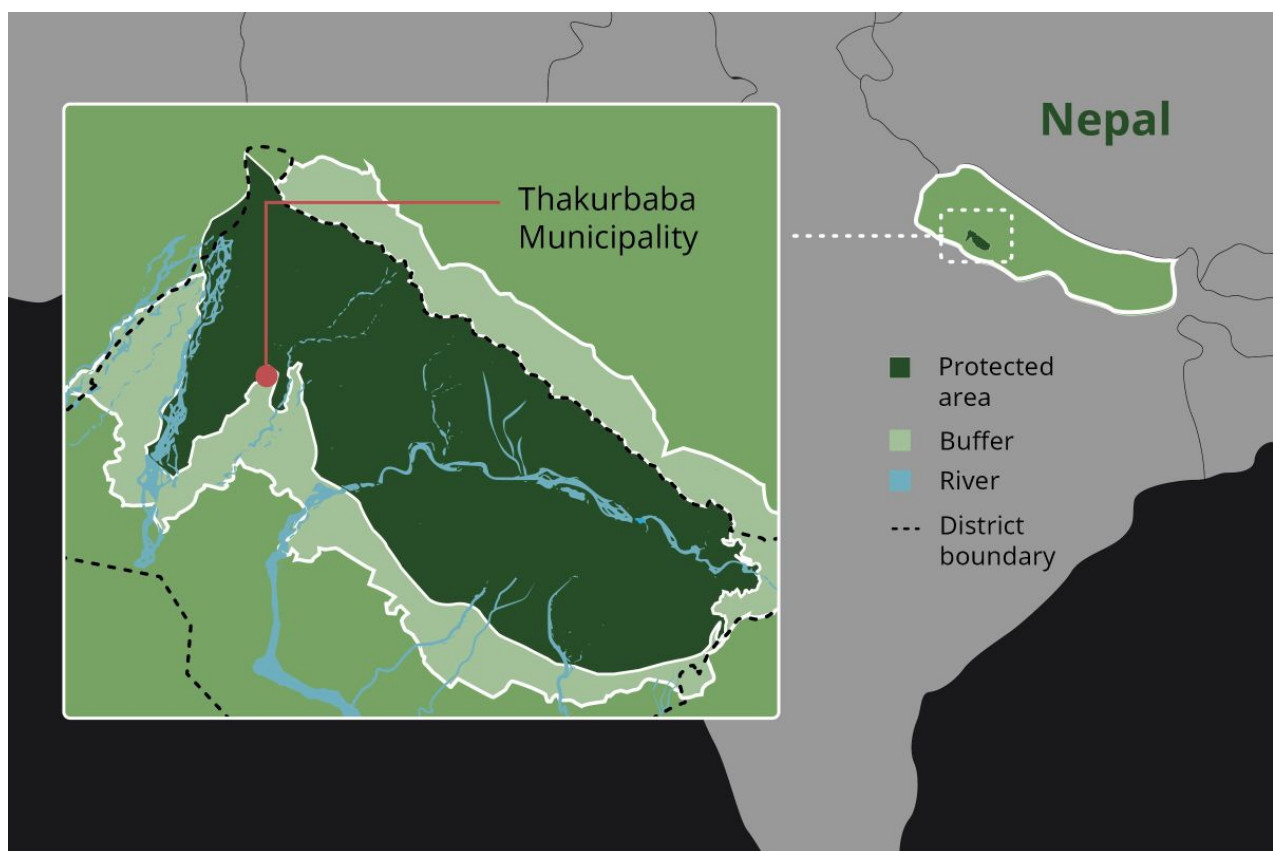 Nepal
Thakurbaba
Municipality
Protected
area
Buffer
River
District
boundary